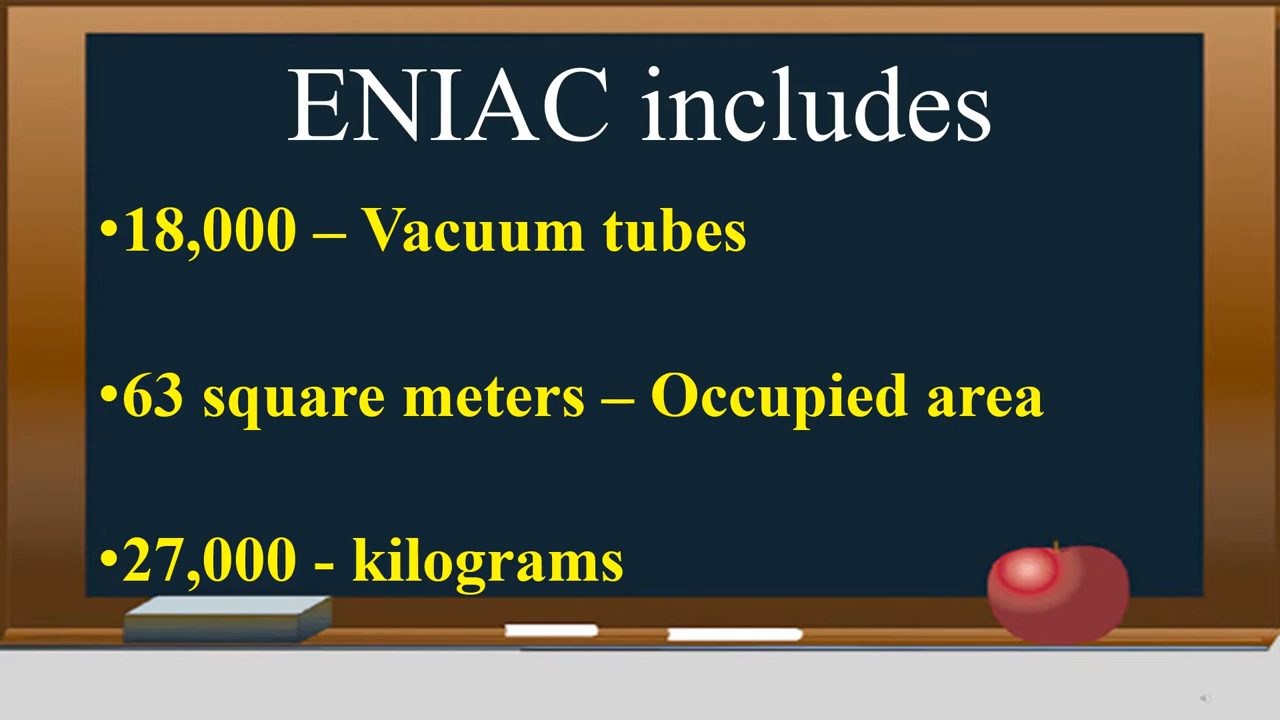 ENIAC includes
•18,000 – Vacuum tubes
•63 square meters – Occupied area
•27,000 - kilograms